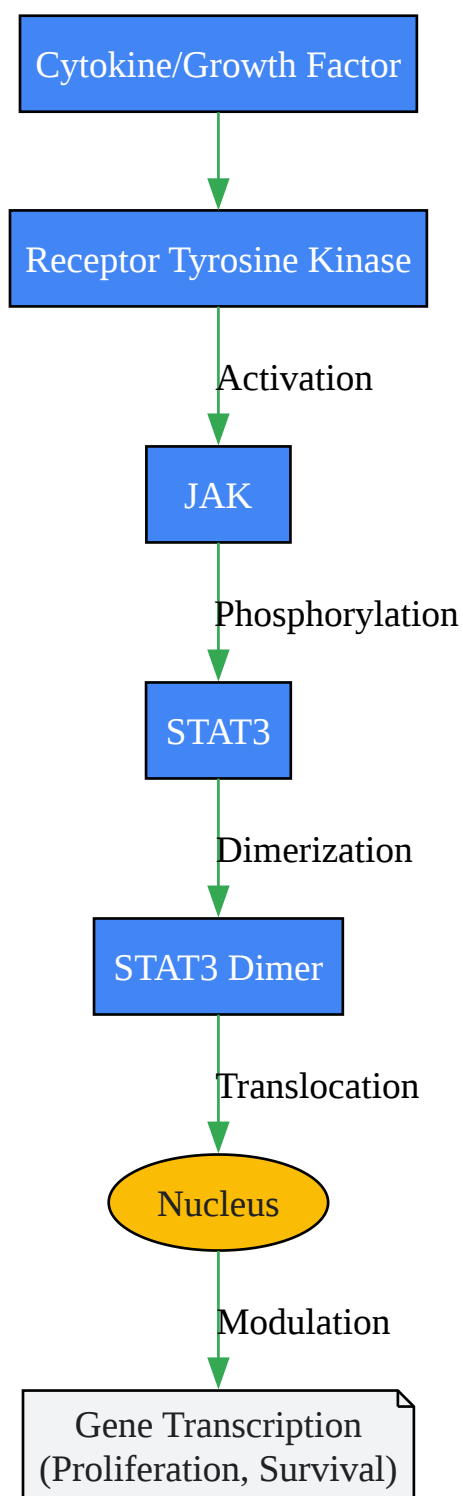 Cytokine/Growth Factor
Receptor Tyrosine Kinase
Activation
JAK
Phosphorylation
STAT3
Dimerization
STAT3 Dimer
Translocation
Nucleus
Modulation
Gene Transcription
(Proliferation, Survival)